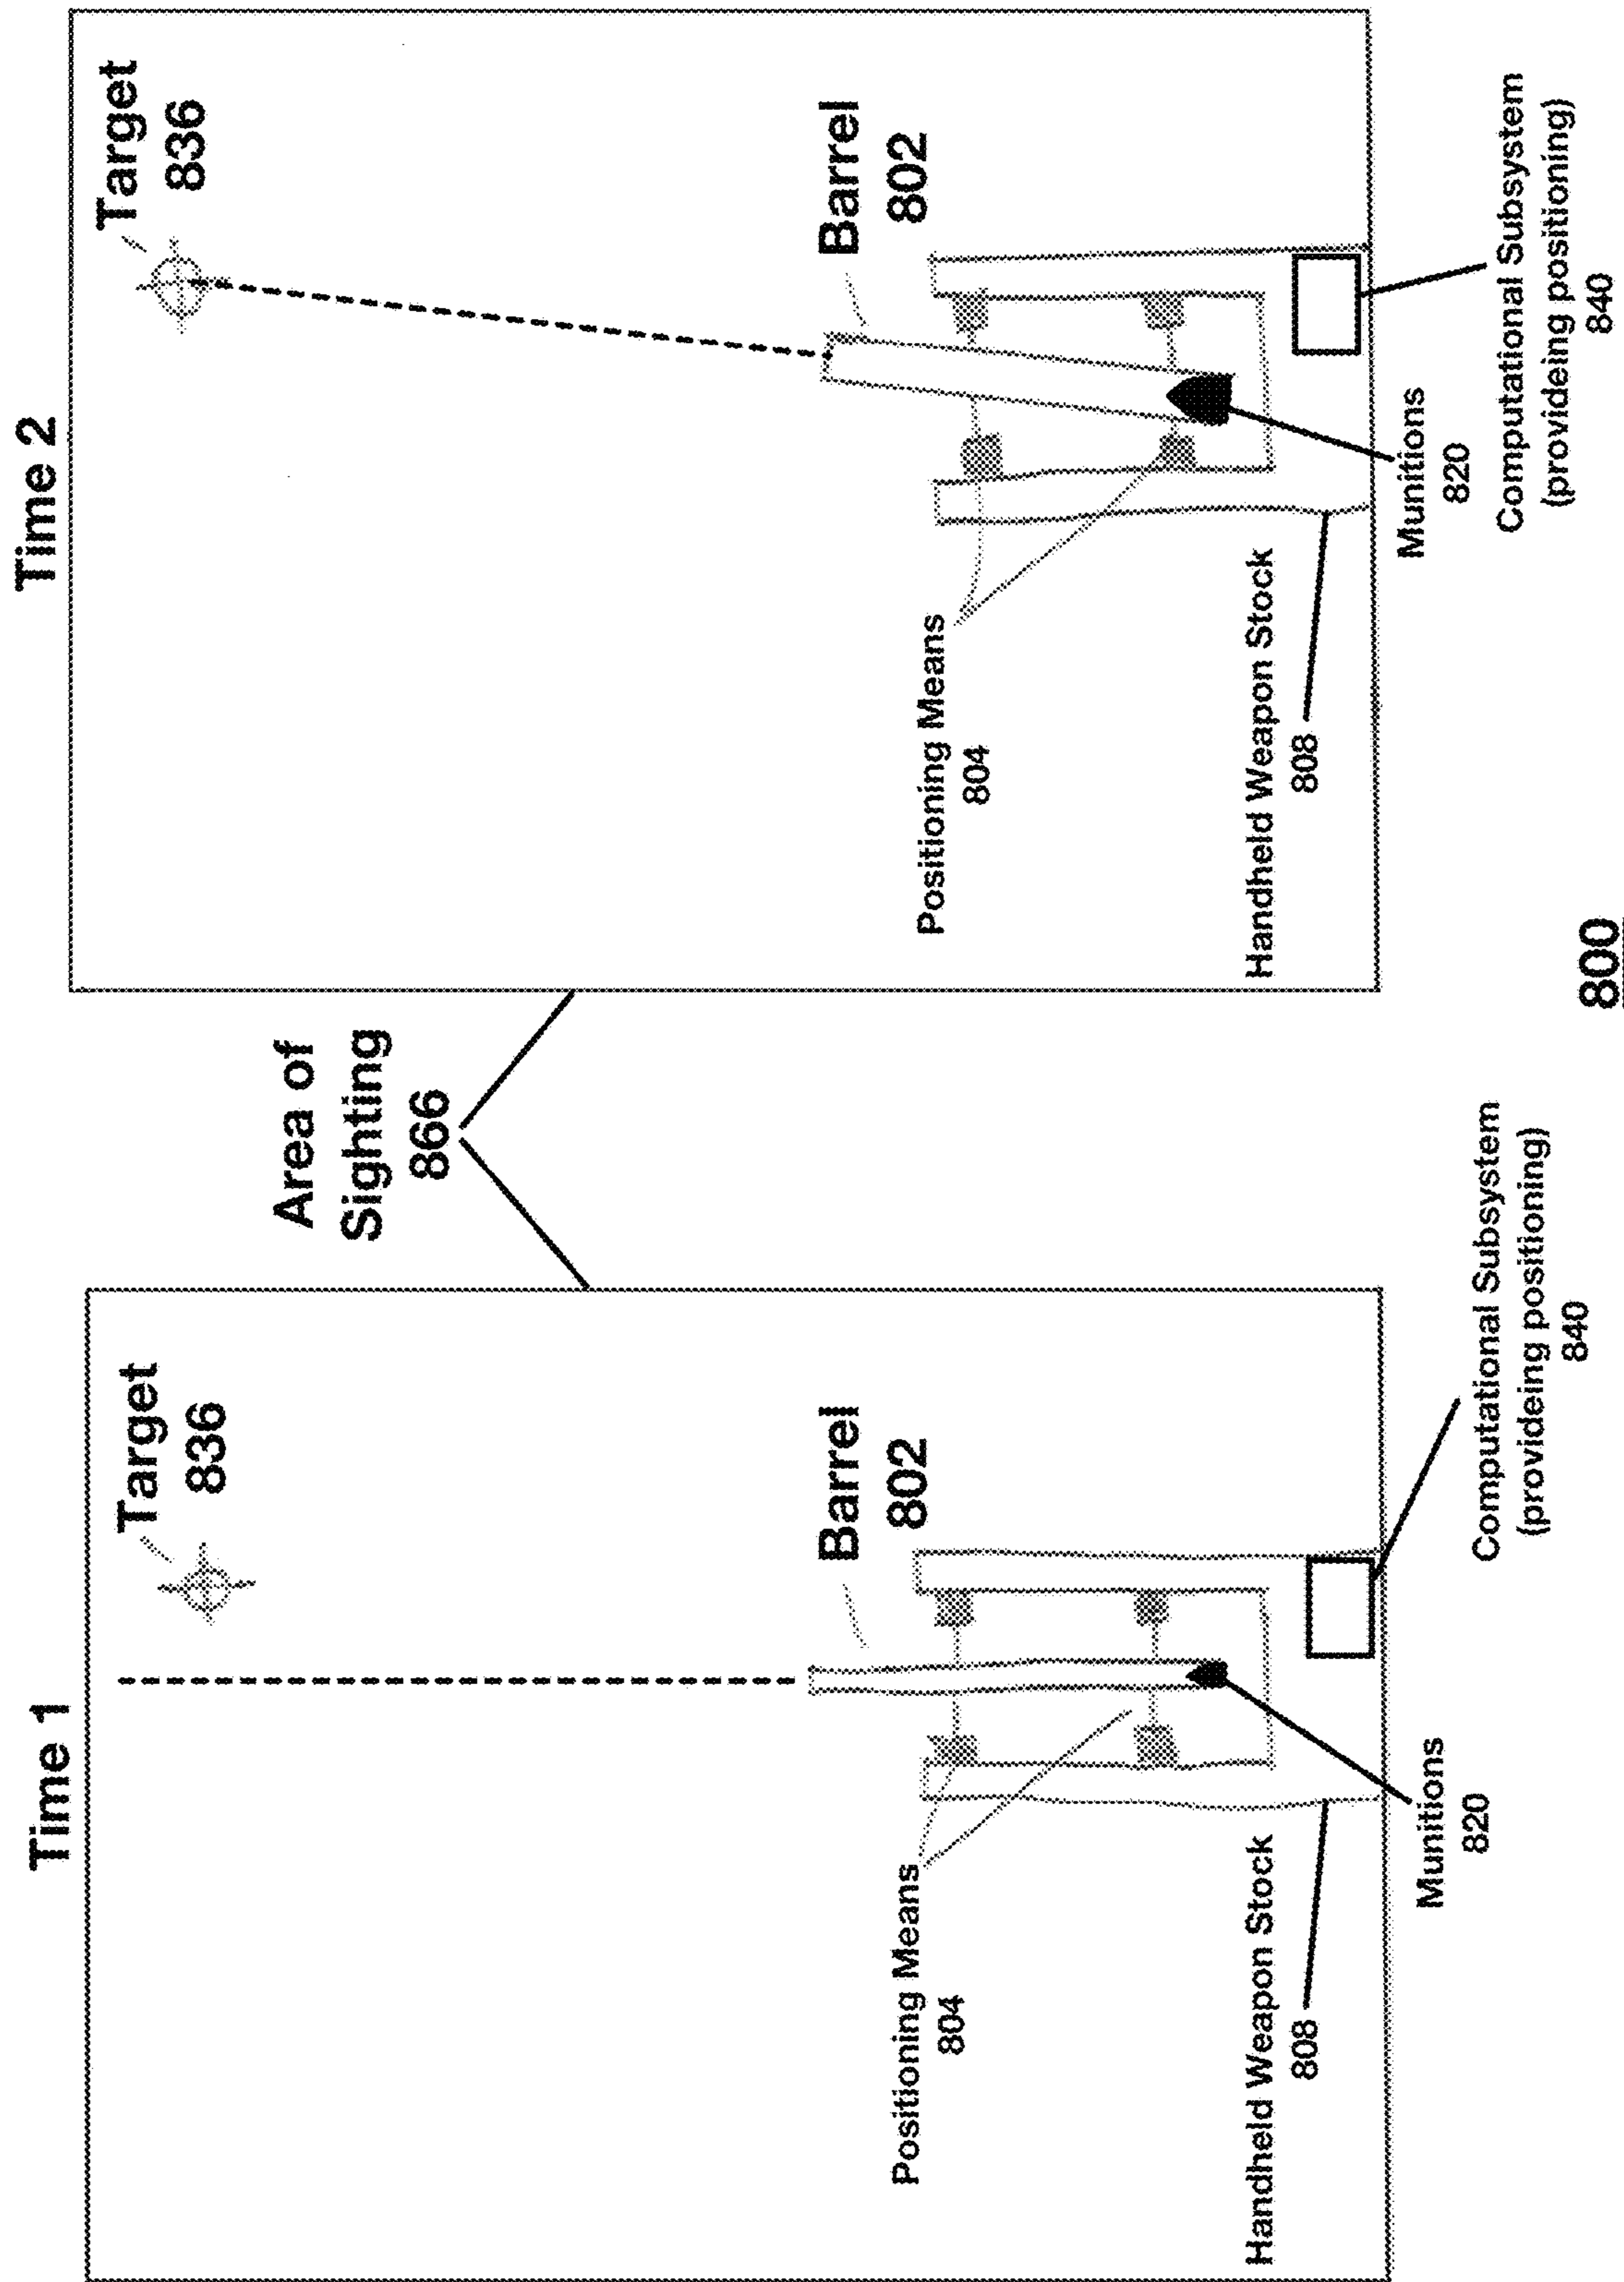 Time 1
Target
836
Barrel
802
Positioning Means
804
Handheld Weapon Stock
808
Munitions
820
Computational Subsystem
(provideing positioning)
840
Area of
Sighting
866
Time 2
Target
836
Barrel
802
Positioning Means
804
Handheld Weapon Stock
808
Munitions
820
Computational Subsystem
(provideing positioning)
840
800